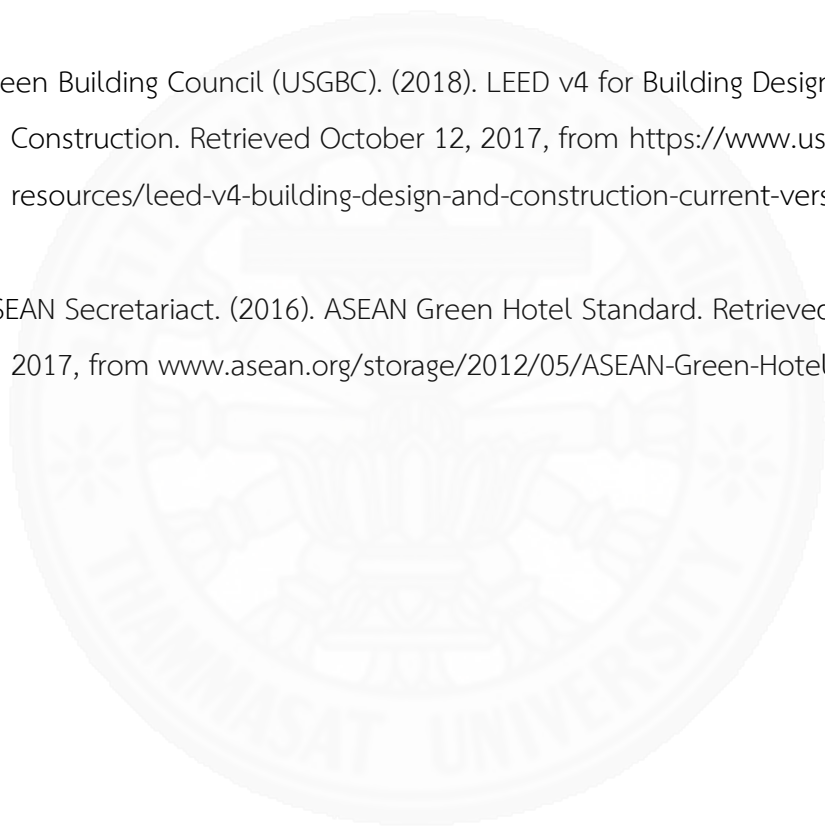 een Building Council (USGBC). (2018). LEED v4 for Building Design
Construction. Retrieved October 12, 2017, from https://www.us
resources/leed-v4-building-design-and-construction-current-vers
SEAN Secretariact. (2016). ASEAN Green Hotel Standard. Retrieved
2017, from www.asean.org/storage/2012/05/ASEAN-Green-Hotel
THAMMASAT UNIVERSITY